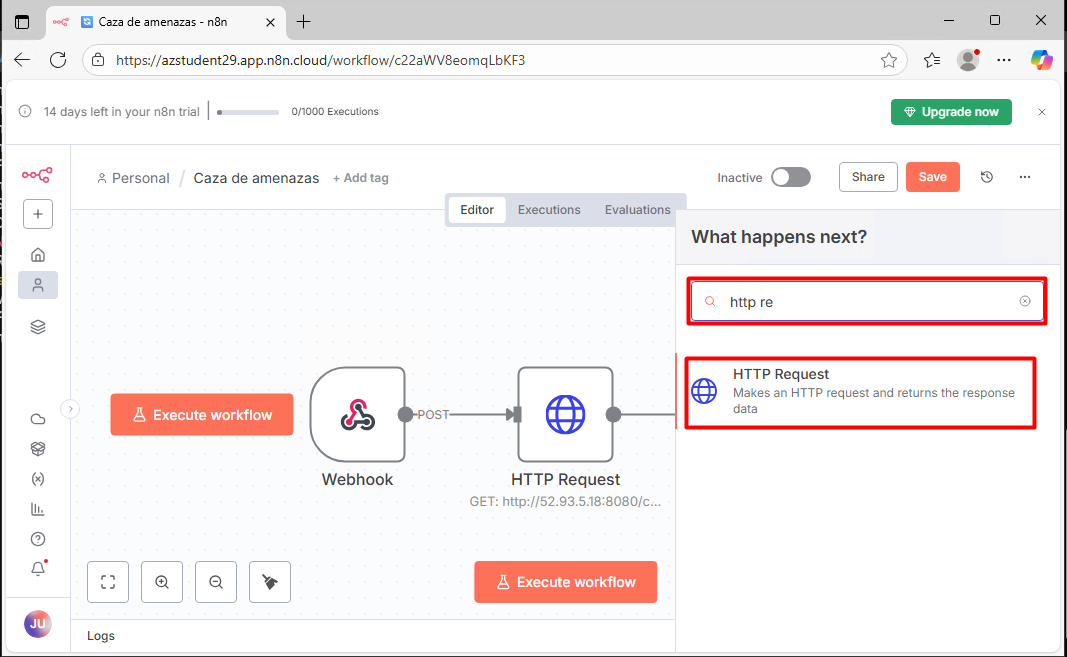 Caza de amenazas - n8n
https://azstudent29.app.n8n.cloud/workflow/c22aWV8eomqLbKF3
14 days left in your n8n trial
0/1000 Executions
Upgrade now
Personal / Caza de amenazas + Add tag
Inactive
Share
Save
Editor
Executions
Evaluations
What happens next?
http re
HTTP Request
Makes an HTTP request and returns the response
data
Execute workflow
POST
Webhook
HTTP Request
GET: http://52.93.5.18:8080/c...
Execute workflow
JU
Logs